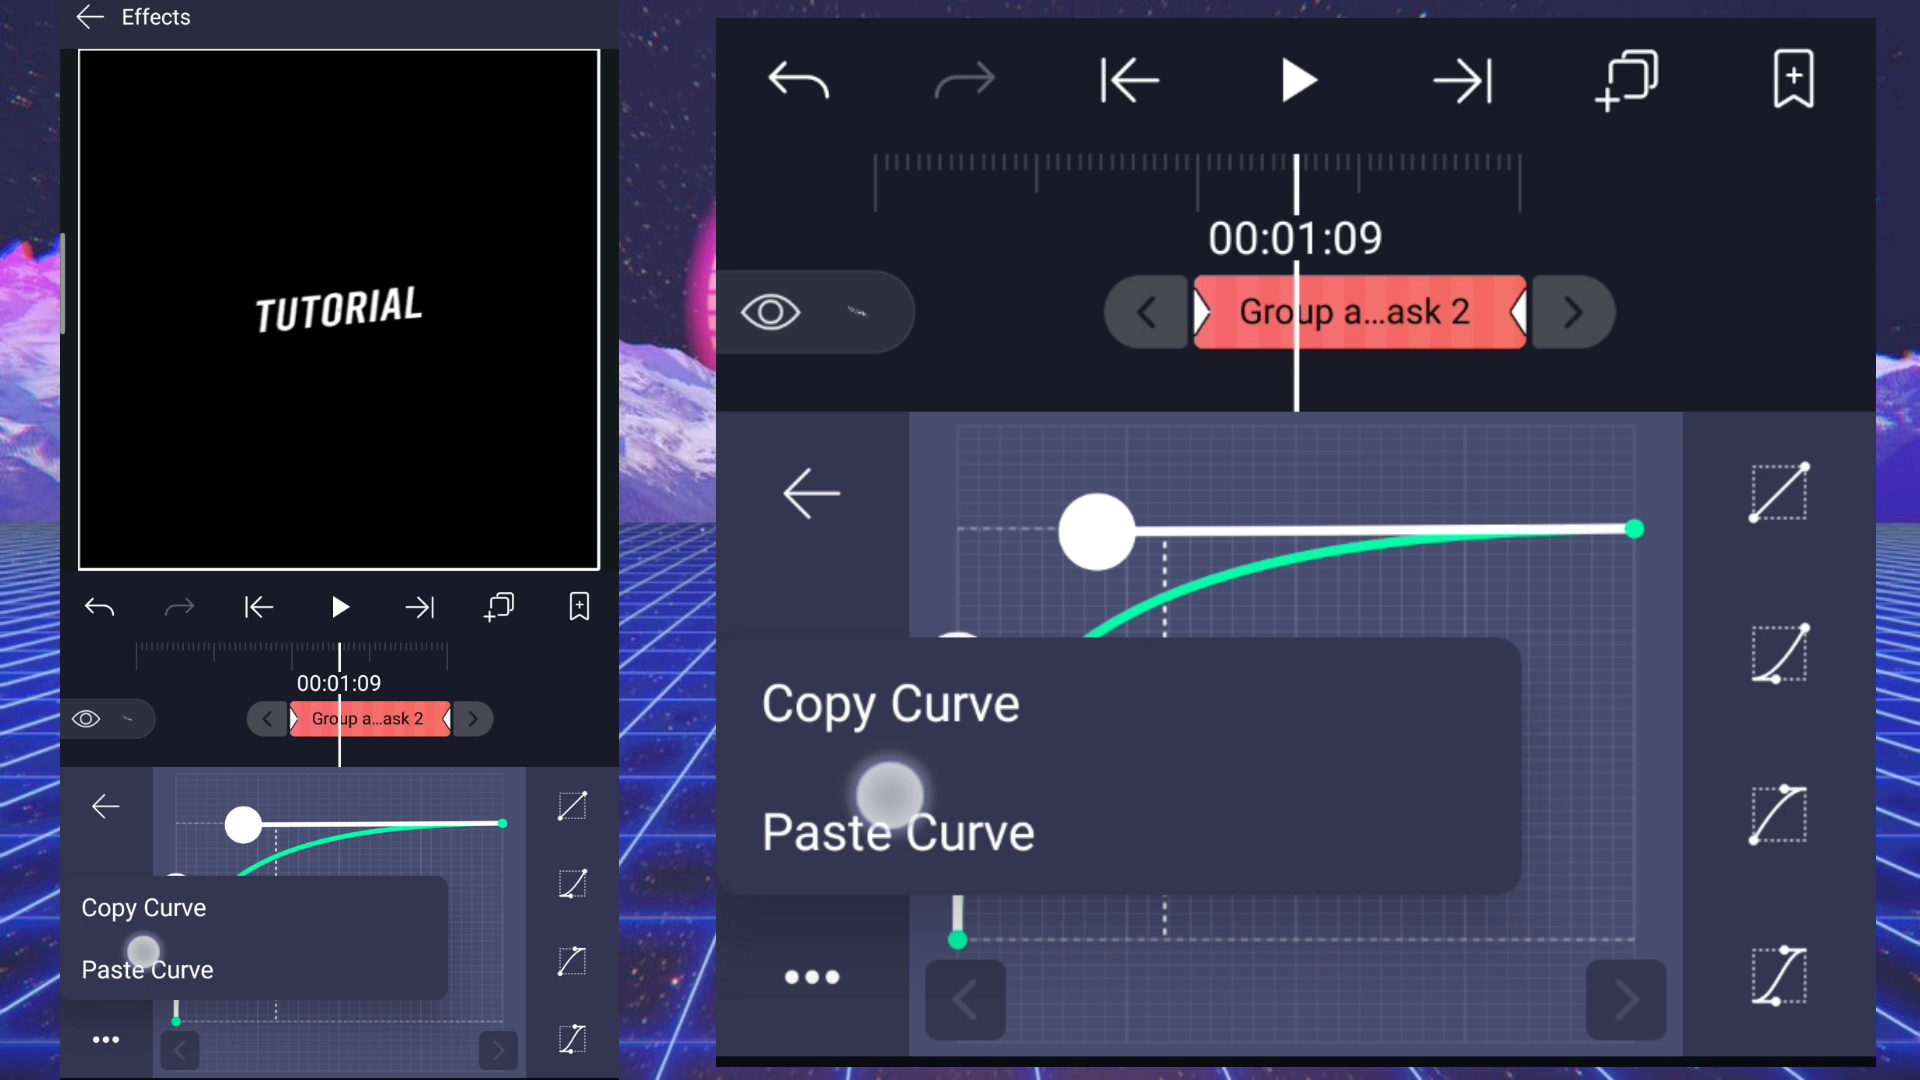 Effects
TUTORIAL
00:01:09
Group a...ask 2
Copy Curve
Paste Curve
00:01:09
Group a...ask 2
Copy Curve
Paste Curve